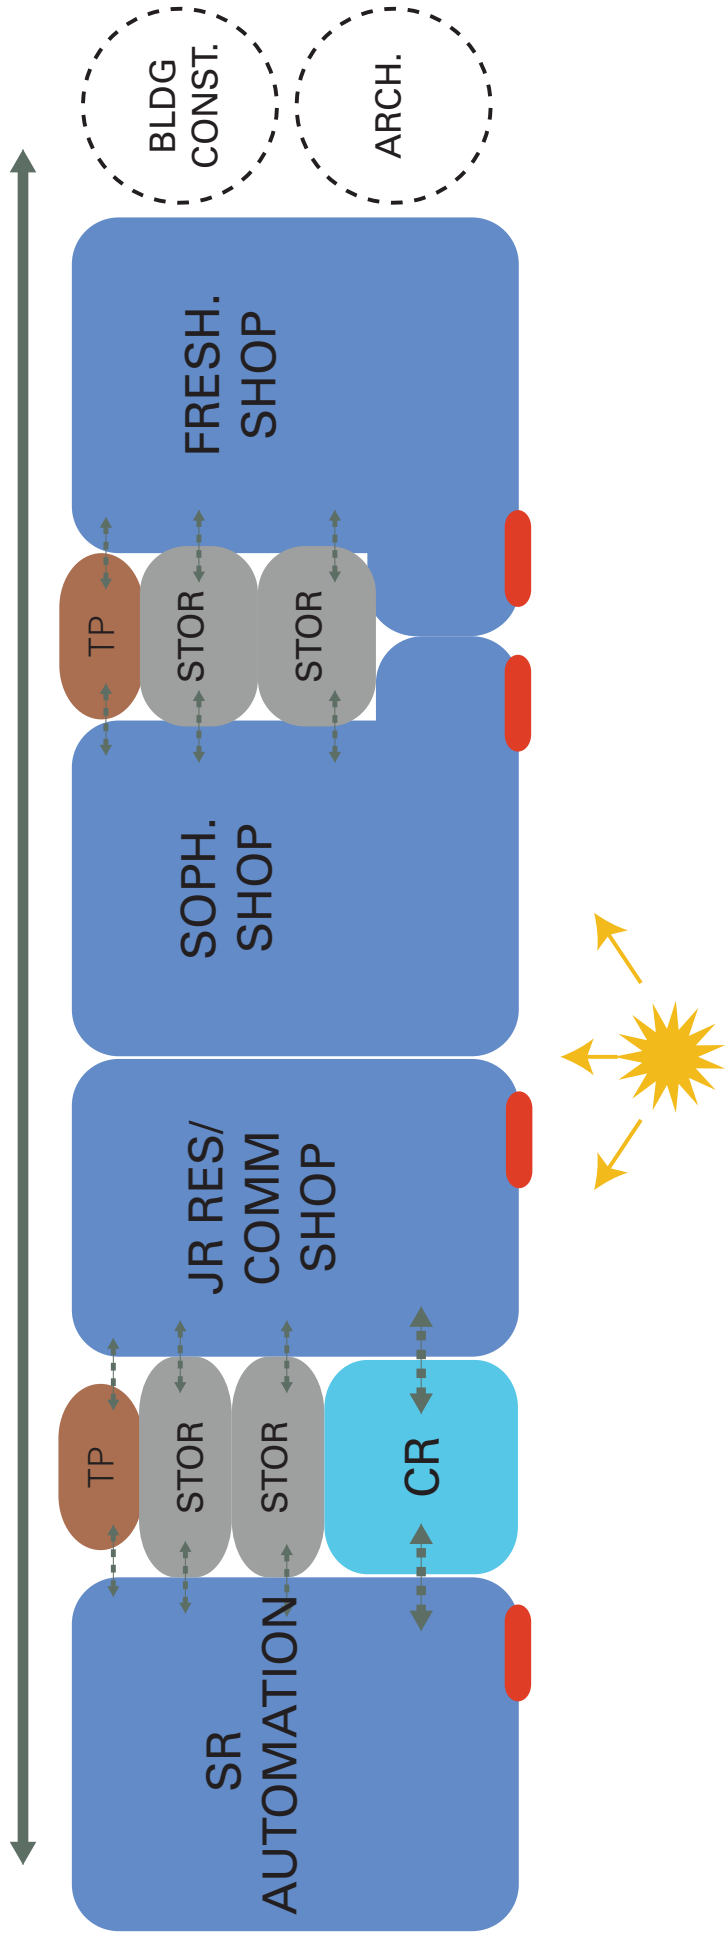 SR
AUTOMATION
TP
STOR
STOR
CR
JR RES/
COMM
SHOP
SOPH.
SHOP
TP
STOR
STOR
FRESH.
SHOP
BLDG
CONST.
ARCH.